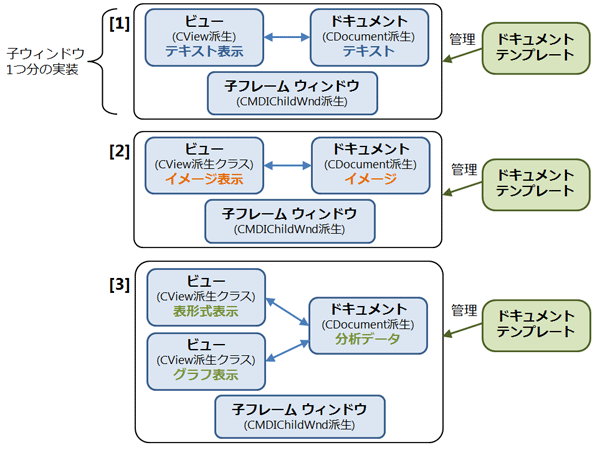 子ウィンドウ
1つ分の実装
[1]
ビュー
(CView派生)
テキスト表示
ドキュメント
(CDocument派生)
テキスト
子フレーム ウィンドウ
(CMDIChildWnd派生)
管理
ドキュメント
テンプレート
[2]
ビュー
(CView派生クラス)
イメージ表示
ドキュメント
(CDocument派生)
イメージ
子フレーム ウィンドウ
(CMDIChildWnd派生)
管理
ドキュメント
テンプレート
[3]
ビュー
(CView派生クラス)
表形式表示
ビュー
(CView派生クラス)
グラフ表示
ドキュメント
(CDocument派生)
分析データ
子フレーム ウィンドウ
(CMDIChildWnd派生)
管理
ドキュメント
テンプレート